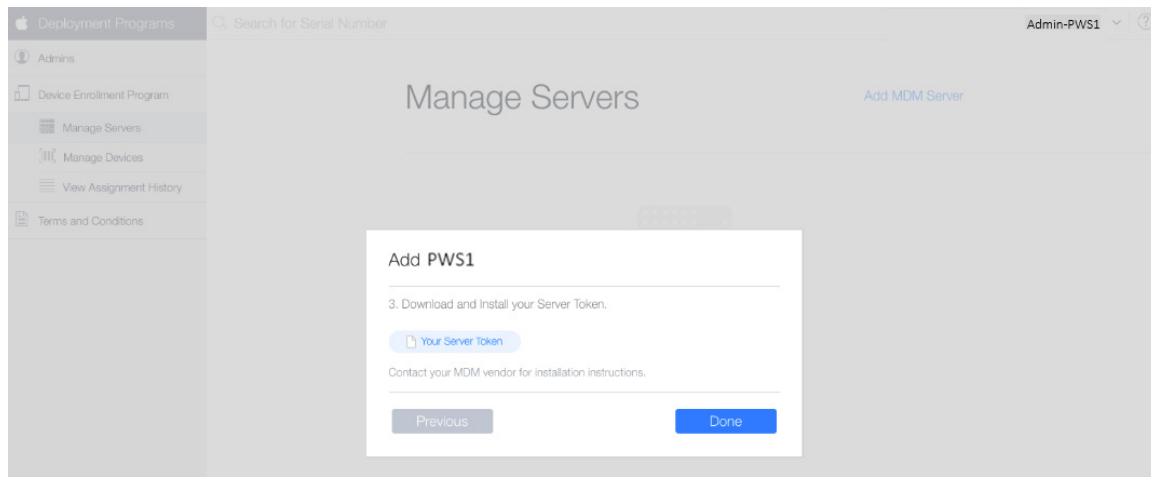 Deployment Programs
Search for Serial Number
Admin-PWS1
?
Admins
Device Enrollment Program
Manage Servers
Manage Devices
View Assignment History
Terms and Conditions
Manage Servers
Add MDM Server
Add PWS1
3. Download and Install your Server Token.
Your Server Token
Contact your MDM vendor for installation instructions.
Previous
Done